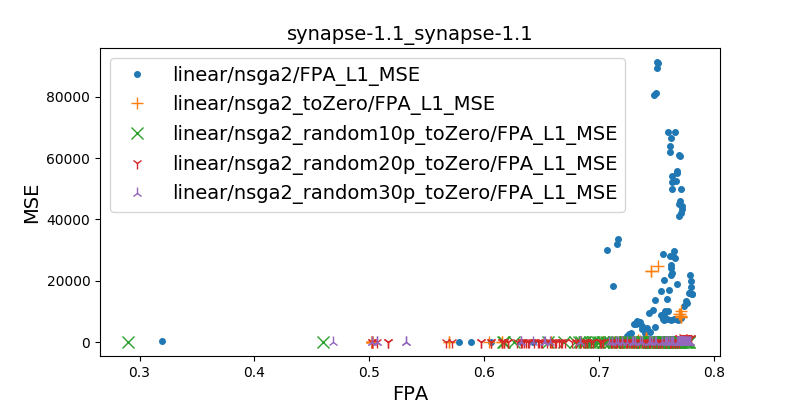 synapse-1.1_synapse-1.1
linear/nsga2/FPA_L1_MSE
linear/nsga2_toZero/FPA_L1_MSE
linear/nsga2_random10p_toZero/FPA_L1_MSE
linear/nsga2_random20p_toZero/FPA_L1_MSE
linear/nsga2_random30p_toZero/FPA_L1_MSE
MSE
80000
60000
40000
20000
0
0.3 0.4 0.5 0.6 0.7 0.8
FPA